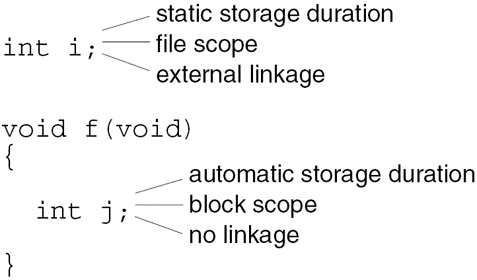 static storage duration
int i; file scope
external linkage
void f(void)
{
automatic storage duration
int j; block scope
no linkage
}